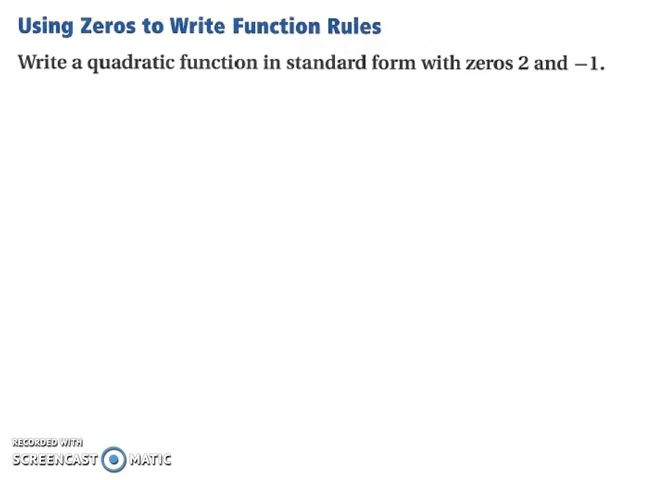 Using Zeros to Write Function Rules
Write a quadratic function in standard form with zeros 2 and −1.
RECORDED WITH
SCREENCAST MATIC